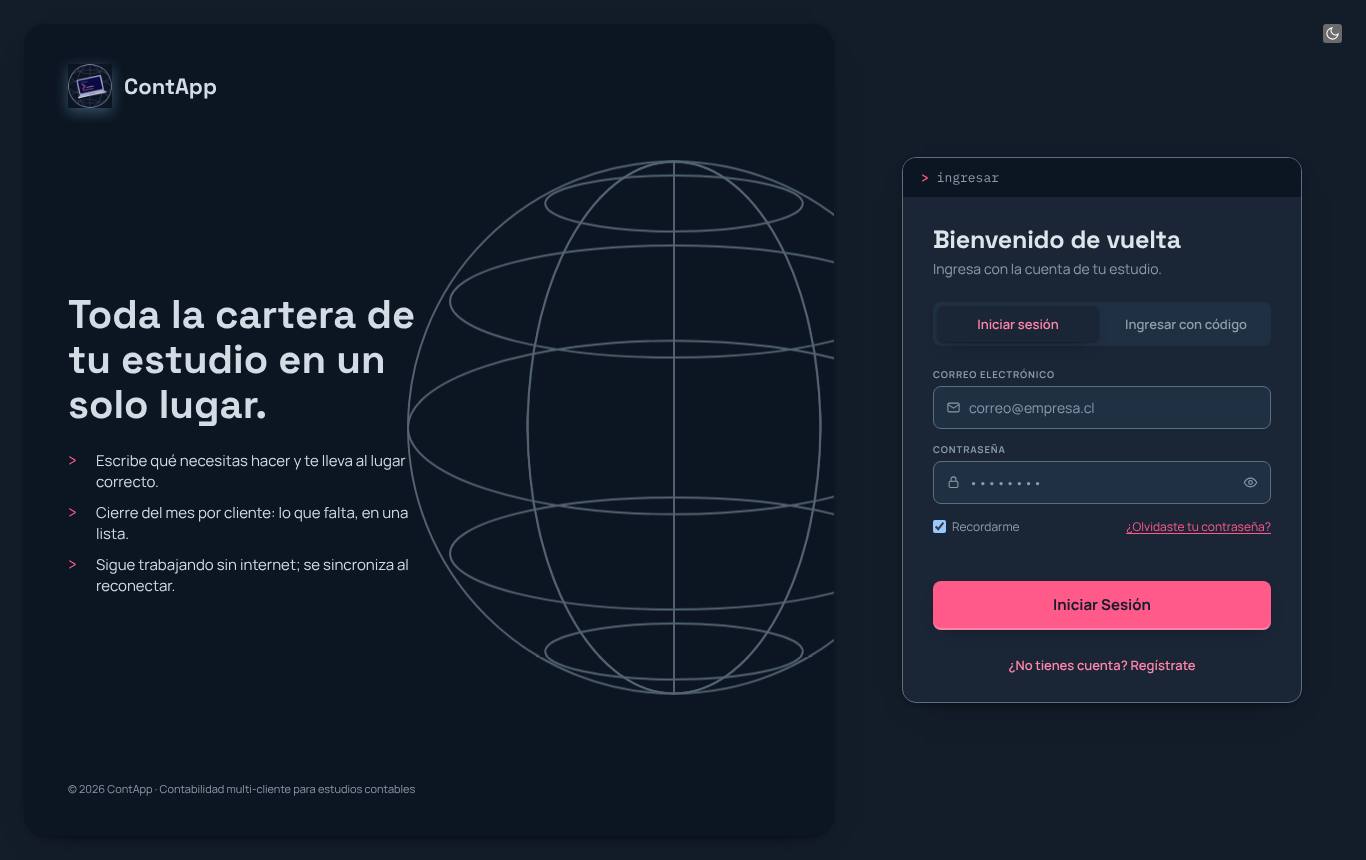 ContApp
Toda la cartera de
tu estudio en un
solo lugar.
> Escribe qué necesitas hacer y te lleva al lugar
correcto.
> Cierre del mes por cliente: lo que falta, en una
lista.
> Sigue trabajando sin internet; se sincroniza al
reconectar.
© 2026 ContApp · Contabilidad multi-cliente para estudios contables
> ingresar
Bienvenido de vuelta
Ingresa con la cuenta de tu estudio.
Iniciar sesión
Ingresar con código
CORREO ELECTRÓNICO
correo@empresa.cl
CONTRASEÑA
••••••••
Recordarme
¿Olvidaste tu contraseña?
Iniciar Sesión
¿No tienes cuenta? Regístrate